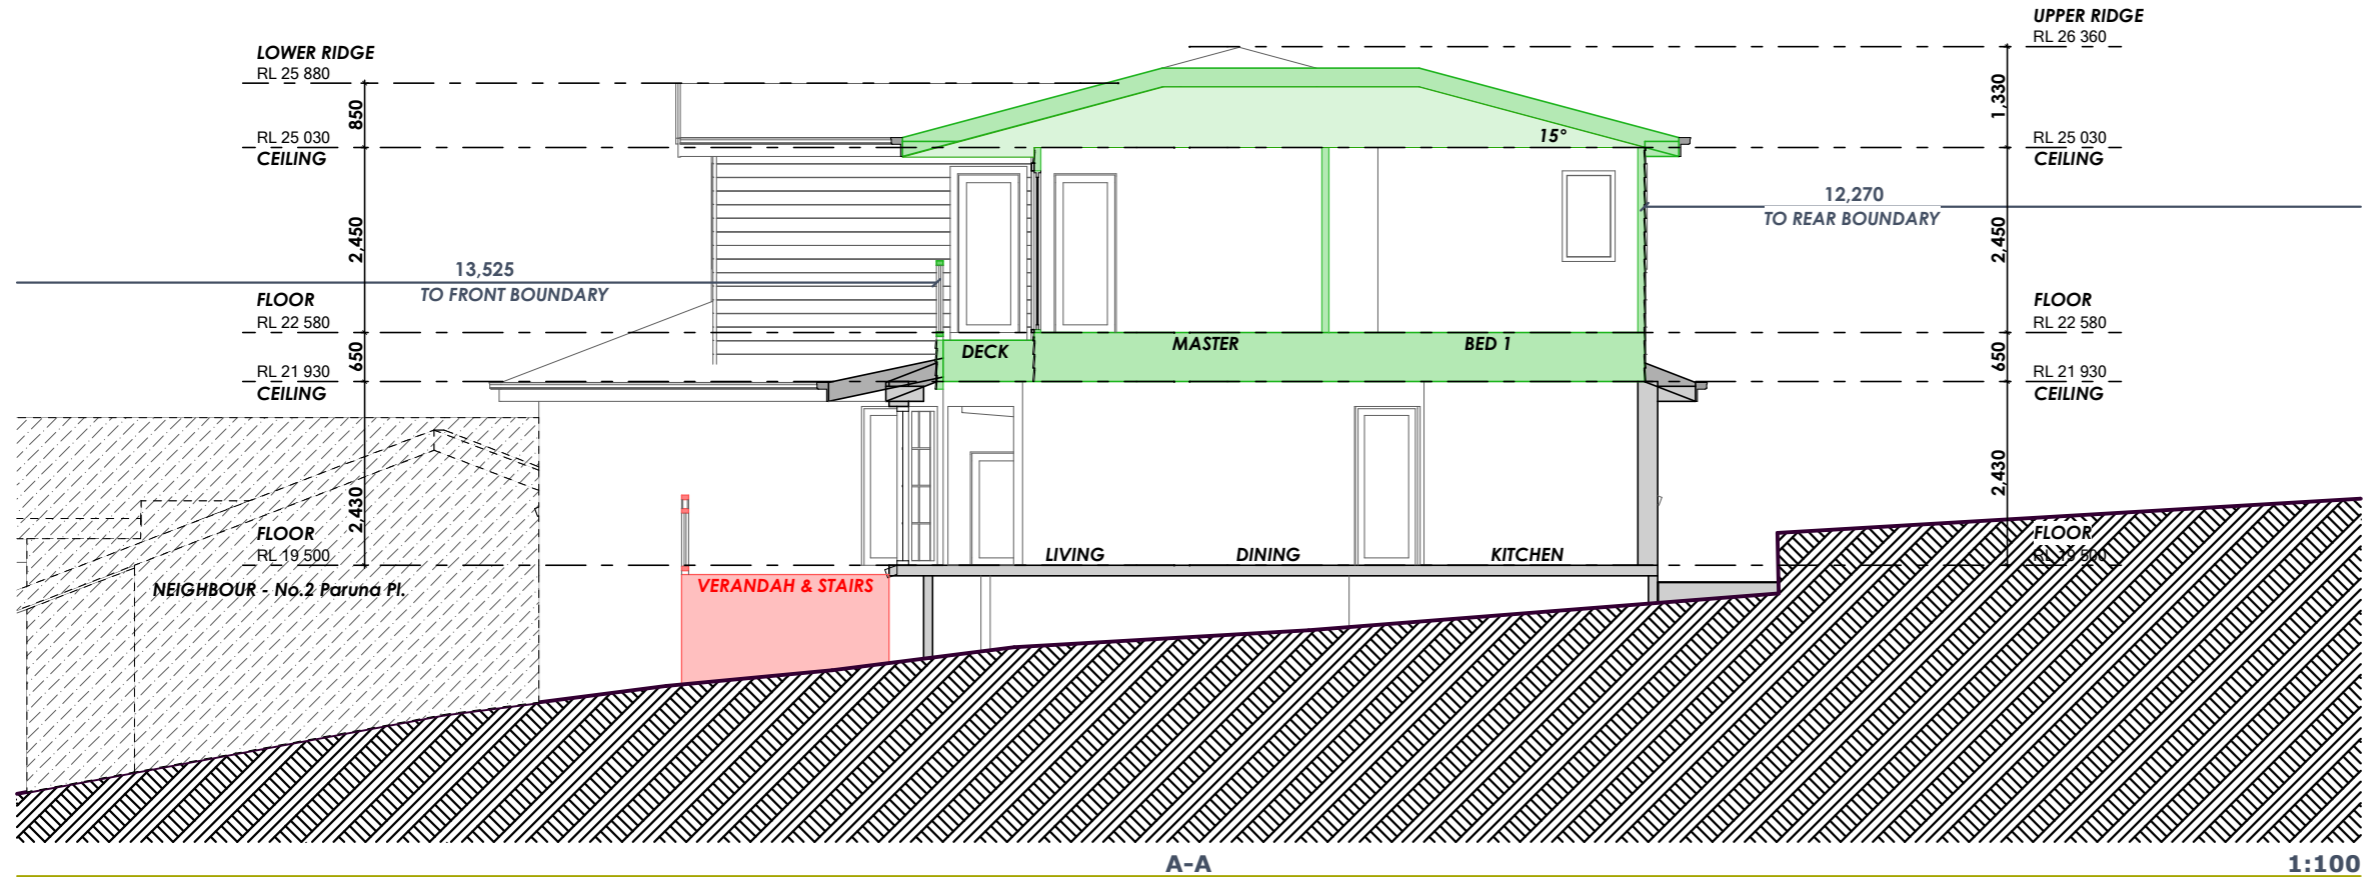 UPPER RIDGE
RL 26 360
LOWER RIDGE
RL 25 880
850
1,330
RL 25 030
CEILING
15°
RL 25 030
CEILING
2,450
12,270
TO REAR BOUNDARY
2,450
13,525
TO FRONT BOUNDARY
FLOOR
RL 22 580
FLOOR
RL 22 580
650
DECK
MASTER
BED 1
650
RL 21 930
CEILING
RL 21 930
CEILING
2,430
2,430
FLOOR
RL 19 500
LIVING
DINING
KITCHEN
FLOOR
RL 19 500
NEIGHBOUR - No.2 Paruna Pl.
VERANDAH & STAIRS
A-A
1:100